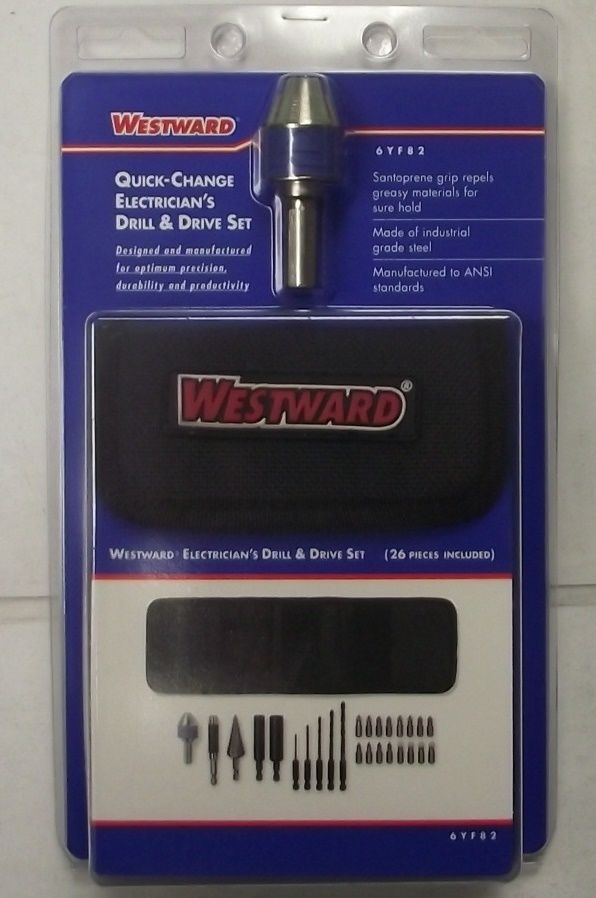 WESTWARD
6YF82
QUICK-CHANGE
ELECTRICIAN'S
DRILL & DRIVE SET
Designed and manufactured
for optimum precision,
durability and productivity
Santoprene grip repels
greasy materials for
sure hold
Made of industrial
grade steel
Manufactured to ANSI
standards
WESTWARD®
WESTWARD® ELECTRICIAN'S DRILL & DRIVE SET (26 PIECES INCLUDED)
6YF82